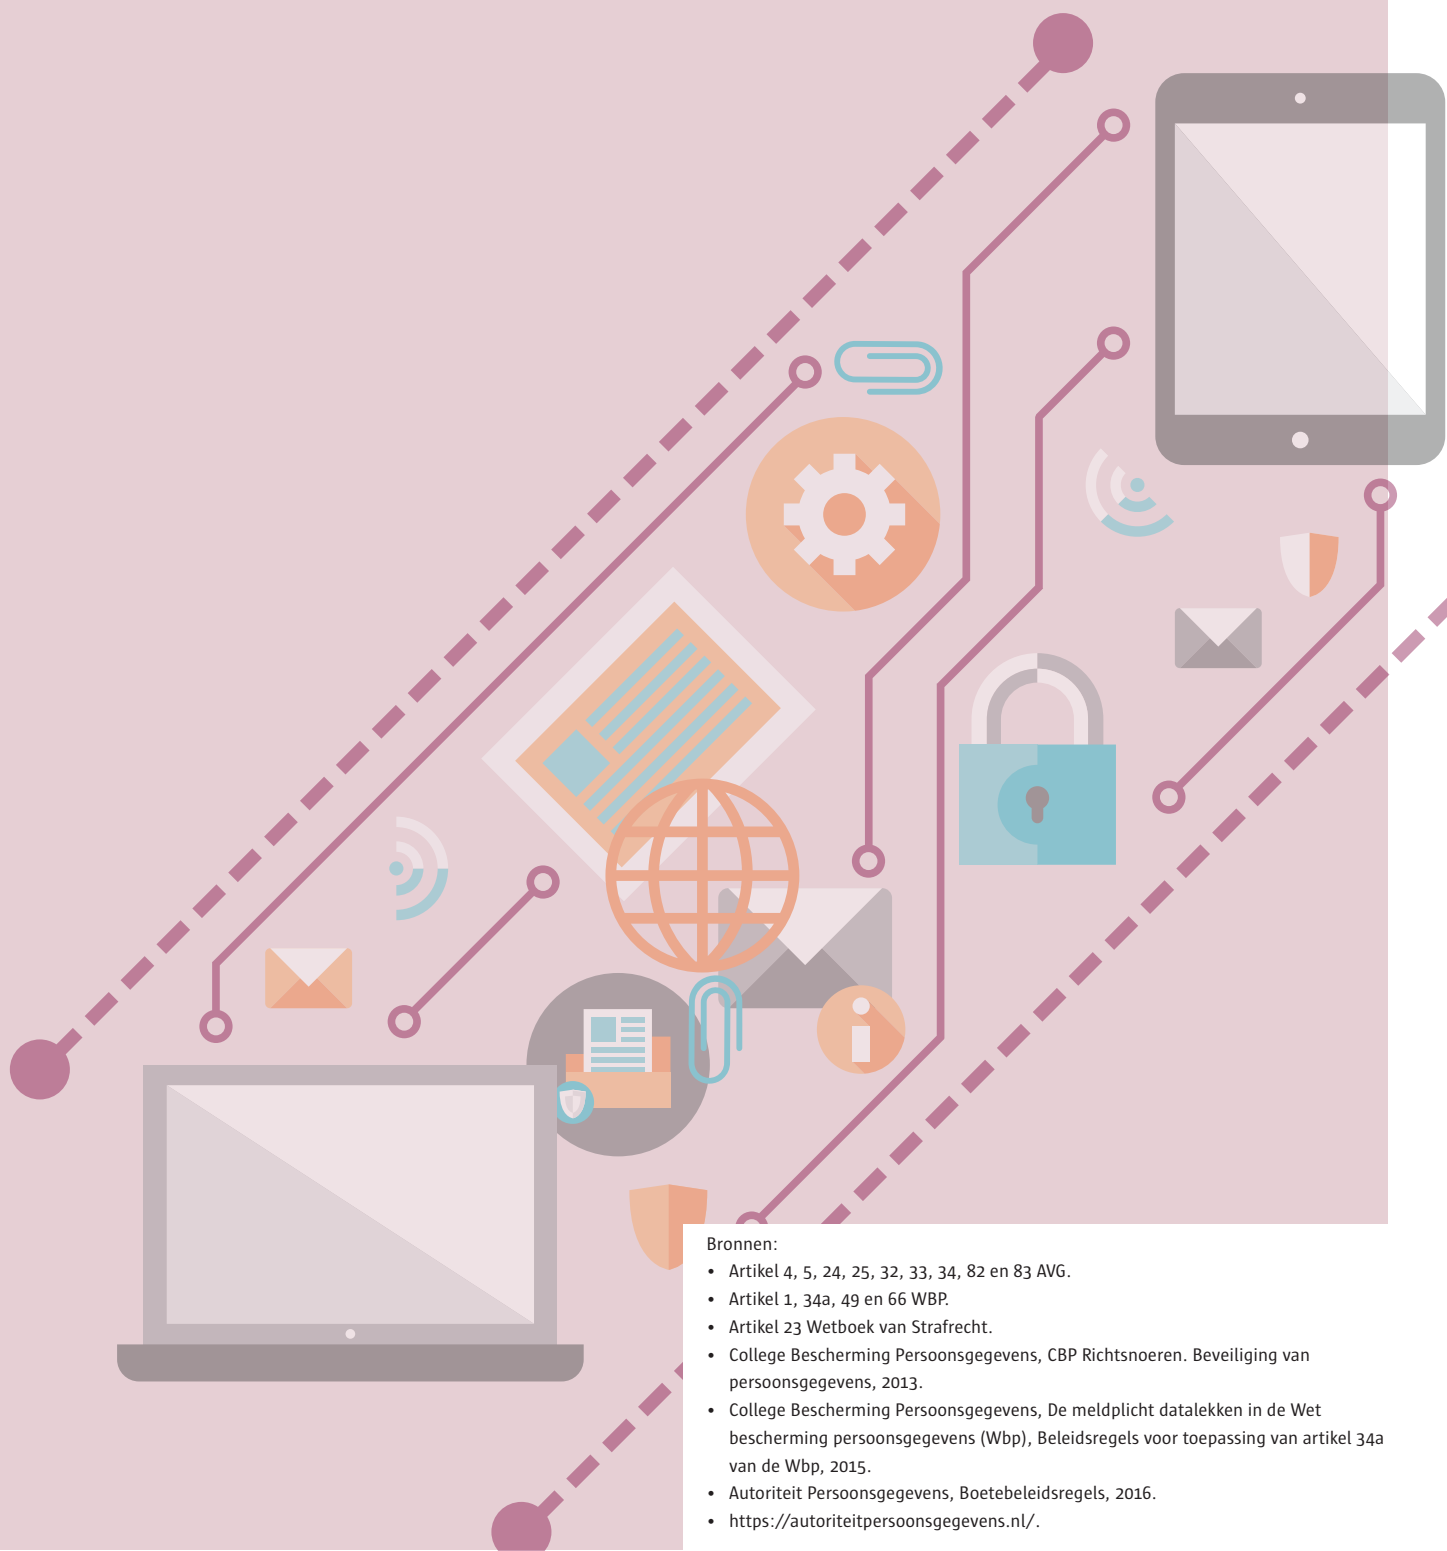 Bronnen:
• Artikel 4, 5, 24, 25, 32, 33, 34, 82 en 83 AVG.
• Artikel 1, 34a, 49 en 66 WBP.
• Artikel 23 Wetboek van Strafrecht.
• College Bescherming Persoonsgegevens, CBP Richtsnoeren. Beveiliging van
persoonsgegevens, 2013.
• College Bescherming Persoonsgegevens, De meldplicht datalekken in de Wet
bescherming persoonsgegevens (Wbp), Beleidsregels voor toepassing van artikel 34a
van de Wbp, 2015.
• Autoriteit Persoonsgegevens, Boetebeleidsregels, 2016.
• https://autoriteitpersoonsgegevens.nl/.